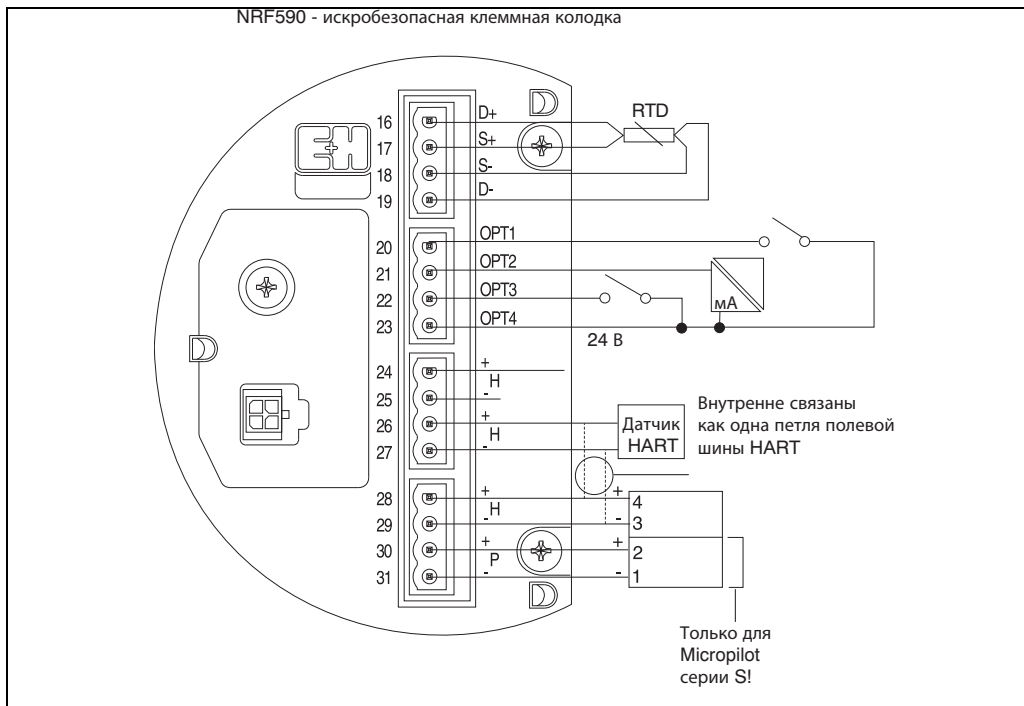 NRF590 - искробезопасная клеммная колодка
16 D+ RTD
17 S+
18 S-
19 D-
20 OPT1
21 OPT2
22 OPT3 мА
23 OPT4 24 В
24 +
H
25 -
26 +
H
27 -
Датчик
HART
Внутренне связаны
как одна петля полевой
шины HART
28 + + 4
H
29 - - 3
30 + + 2
P
31 - - 1
Только для
Micropilot
серии S!